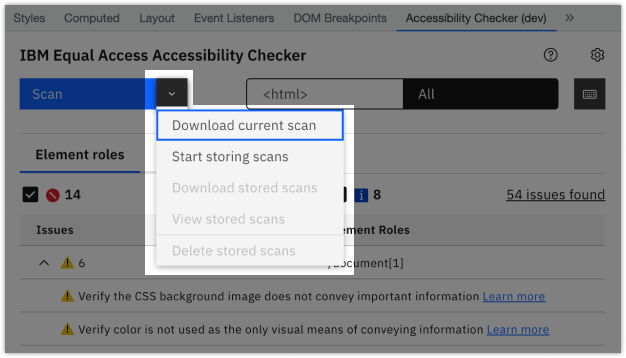 Styles Computed Layout Event Listeners DOM Breakpoints Accessibility Checker (dev) »
IBM Equal Access Accessibility Checker
Scan <html> All
Download current scan
Start storing scans
Download stored scans
View stored scans
Delete stored scans
Element roles
14 8 54 issues found
Issues ement Roles
6 /document[1]
Verify the CSS background image does not convey important information Learn more
Verify color is not used as the only visual means of conveying information Learn more